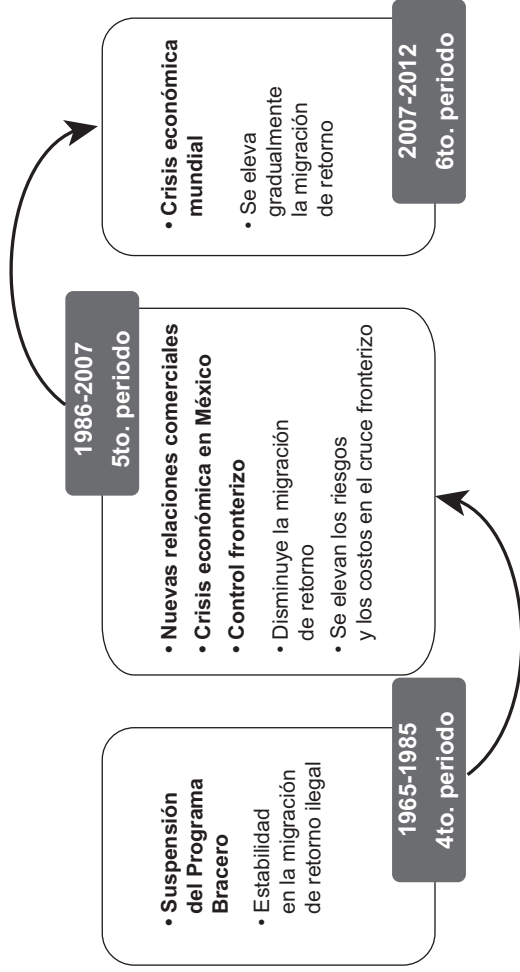 • Suspensión
del Programa
Bracero
• Estabilidad
en la migración
de retorno ilegal
1965-1985
4to. periodo
1986-2007
5to. periodo
• Nuevas relaciones comerciales
• Crisis económica en México
• Control fronterizo
• Disminuye la migración
de retorno
• Se elevan los riesgos
y los costos en el cruce fronterizo
• Crisis económica
mundial
• Se eleva
gradualmente
la migración
de retorno
2007-2012
6to. periodo